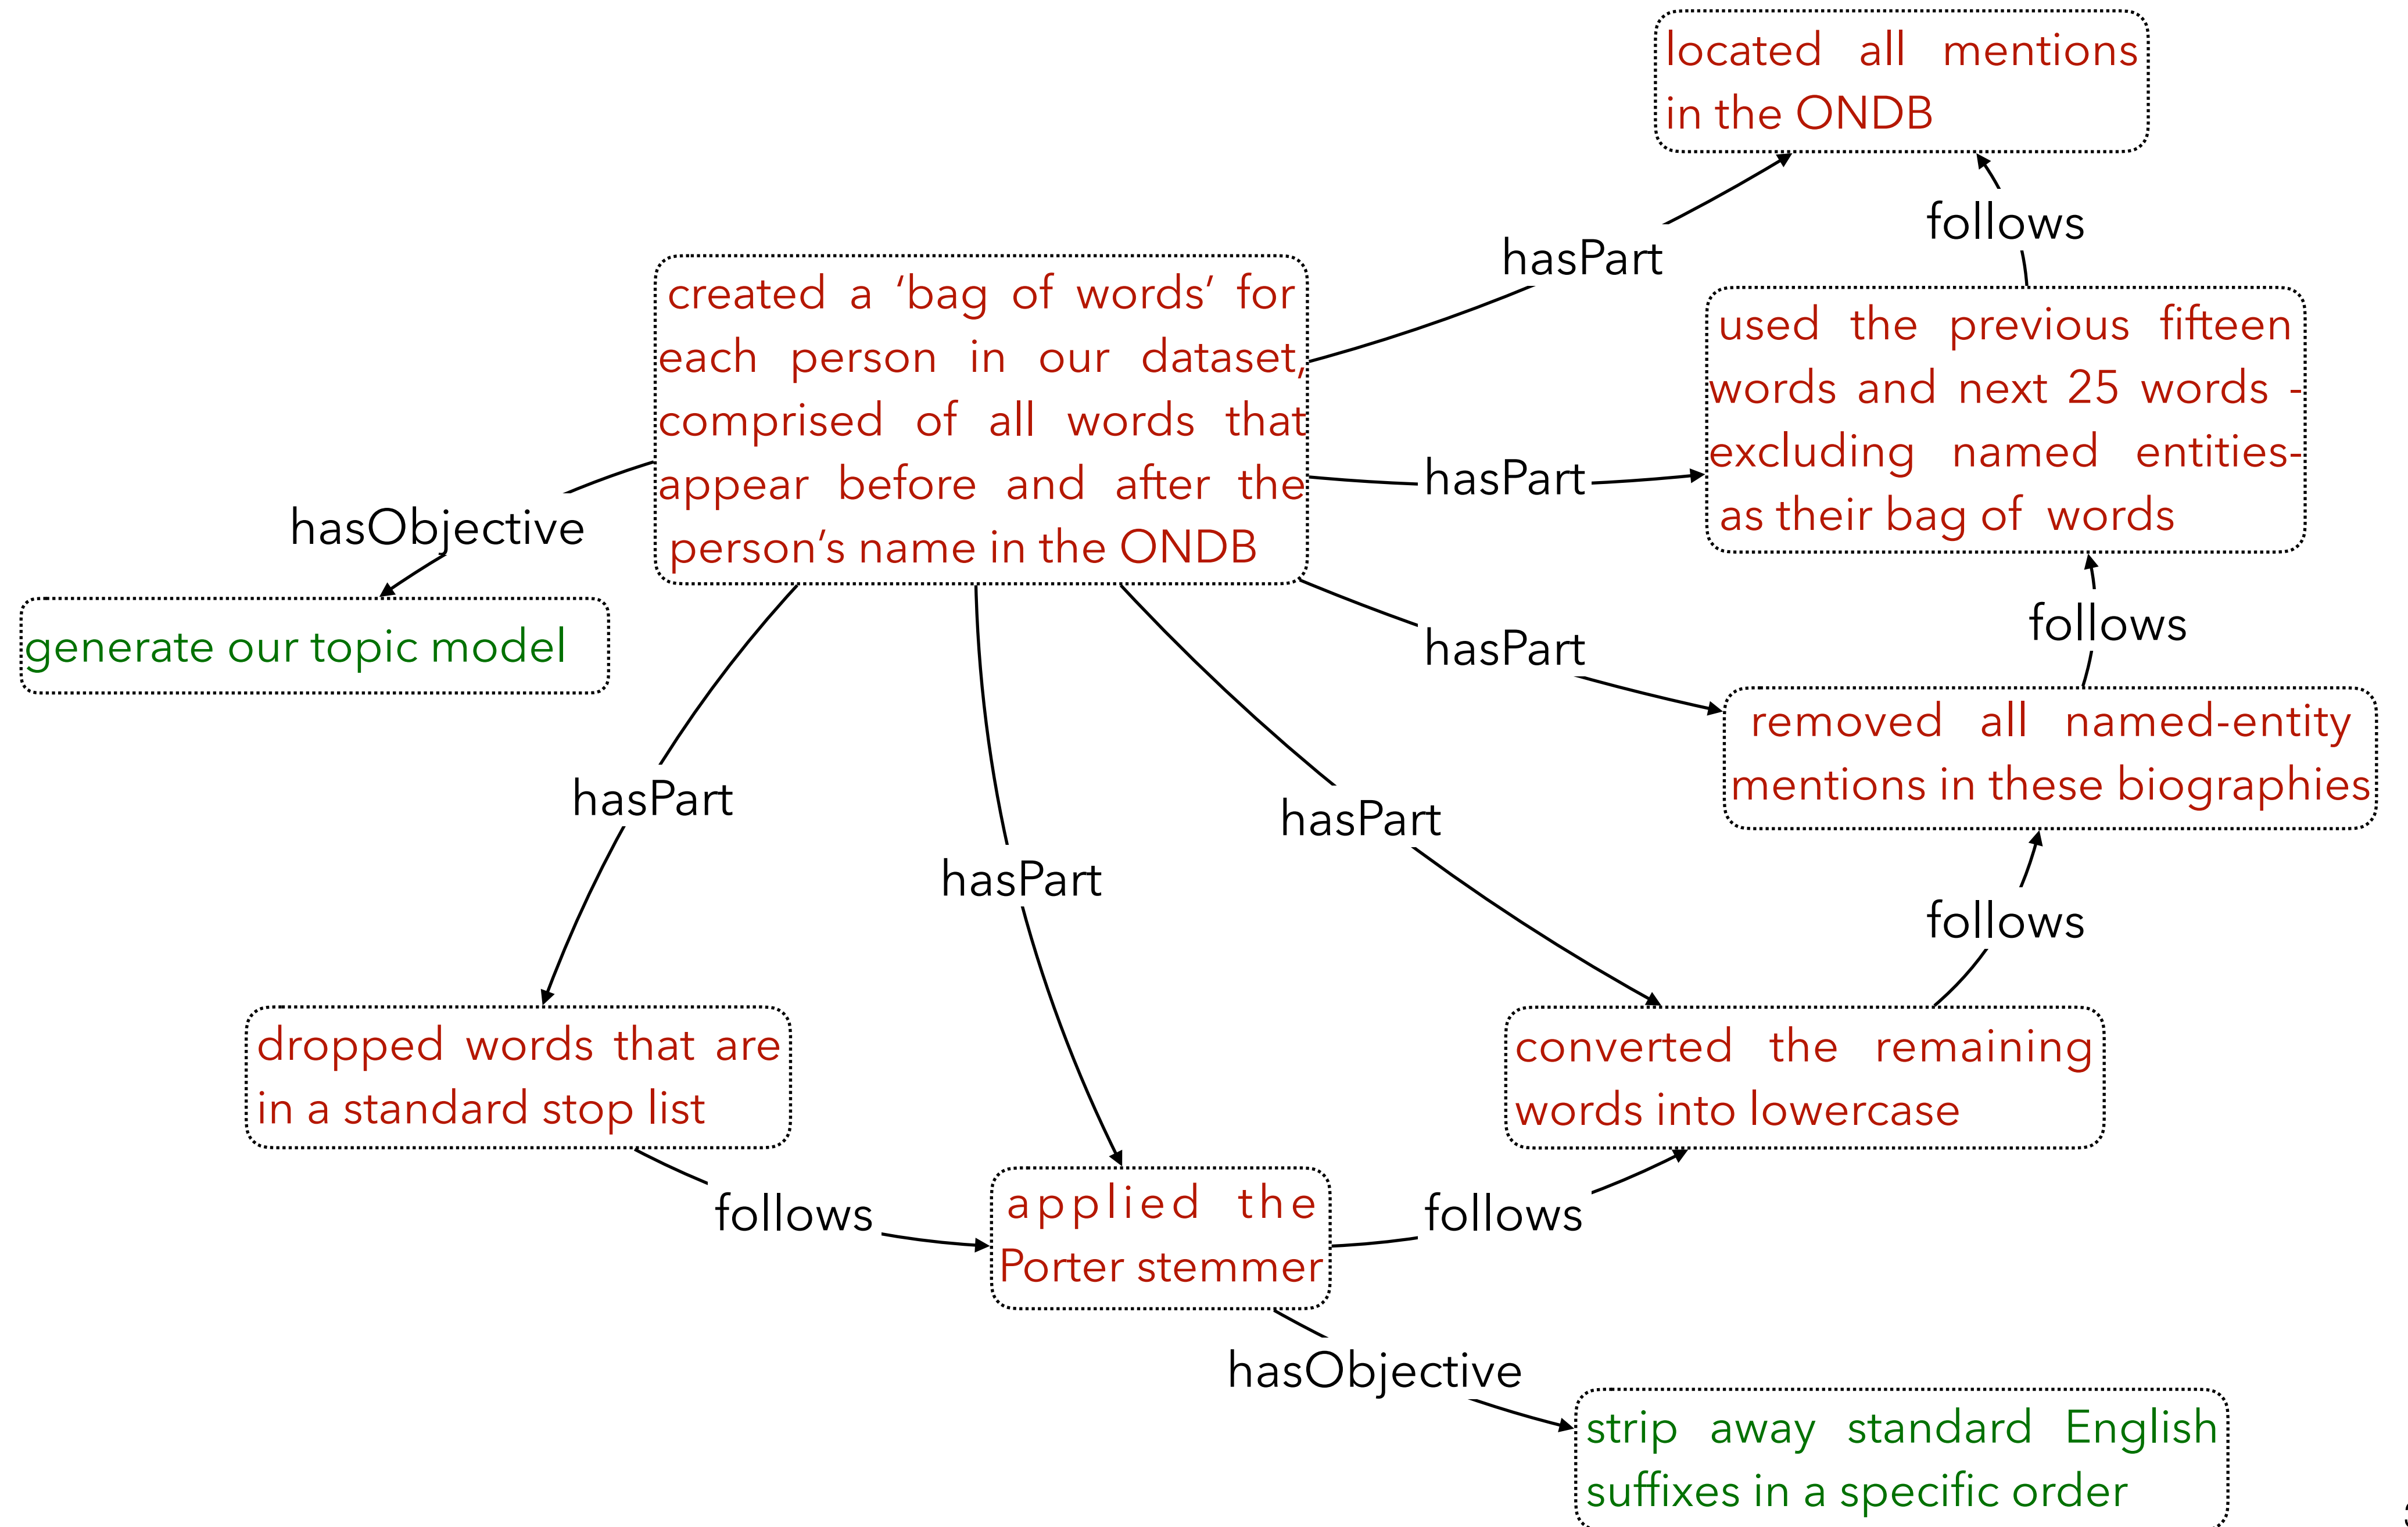 located all mentions
in the ONDB
follows
hasPart
created a ‘bag of words’ for
each person in our dataset,
comprised of all words that
appear before and after the
person’s name in the ONDB
used the previous fifteen
words and next 25 words -
excluding named entities-
as their bag of words
hasPart
hasObjective
generate our topic model
follows
hasPart
removed all named-entity
mentions in these biographies
hasPart
hasPart
hasPart
follows
dropped words that are
in a standard stop list
converted the remaining
words into lowercase
follows
applied the
Porter stemmer
follows
hasObjective
strip away standard English
suffixes in a specific order